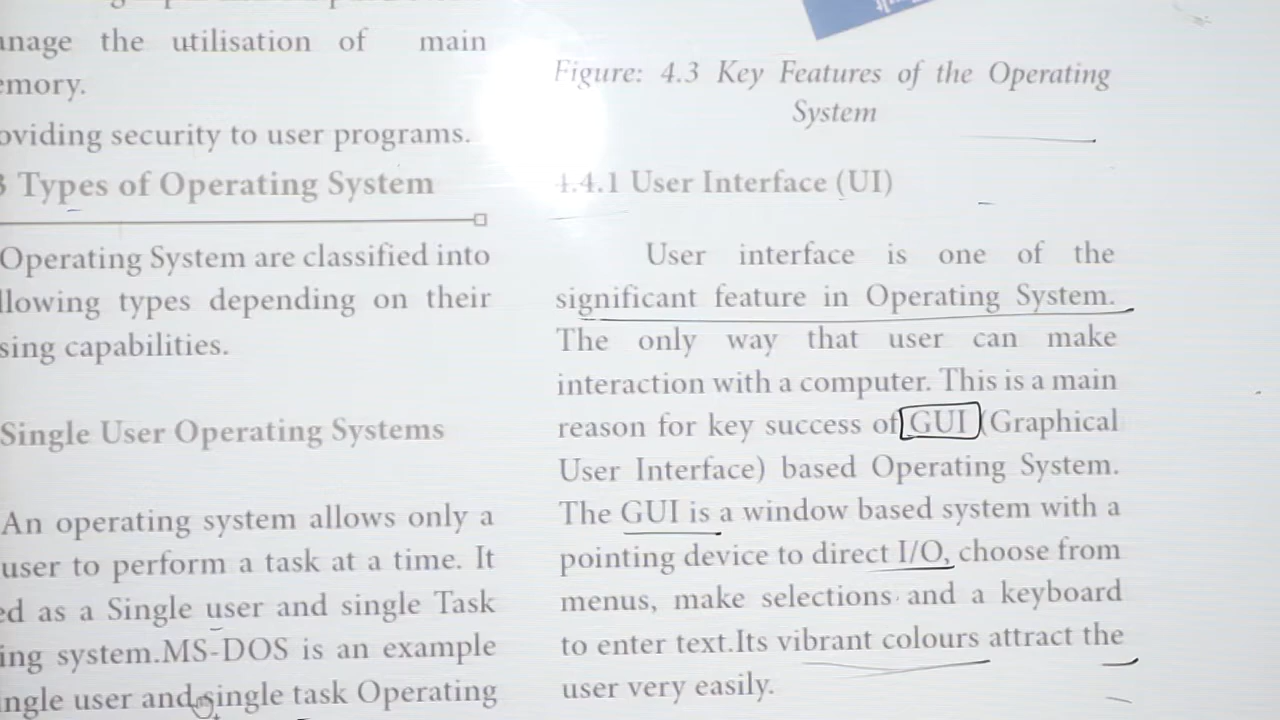 anage the utilisation of main
emory.
oviding security to user programs.
3 Types of Operating System
Operating System are classified into
llowing types depending on their
sing capabilities.
Single User Operating Systems
An operating system allows only a
user to perform a task at a time. It
ed as a Single user and single Task
ing system.MS-DOS is an example
ngle user and single task Operating
Figure: 4.3 Key Features of the Operating
System
4.4.1 User Interface (UI)
User interface is one of the
significant feature in Operating System.
The only way that user can make
interaction with a computer. This is a main
reason for key success of GUI (Graphical
User Interface) based Operating System.
The GUI is a window based system with a
pointing device to direct I/O, choose from
menus, make selections and a keyboard
to enter text.Its vibrant colours attract the
user very easily.